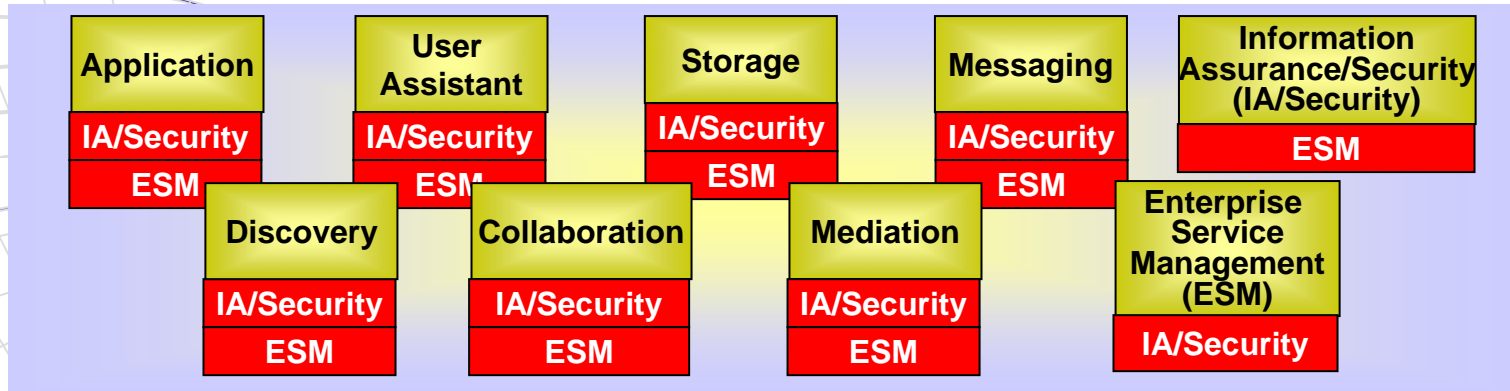 Application
IA/Security
ESM
User
Assistant
IA/Security
ESM
Storage
IA/Security
ESM
Messaging
IA/Security
ESM
Information
Assurance/Security
(IA/Security)
ESM
Discovery
IA/Security
ESM
Collaboration
IA/Security
ESM
Mediation
IA/Security
ESM
Enterprise
Service
Management
(ESM)
IA/Security